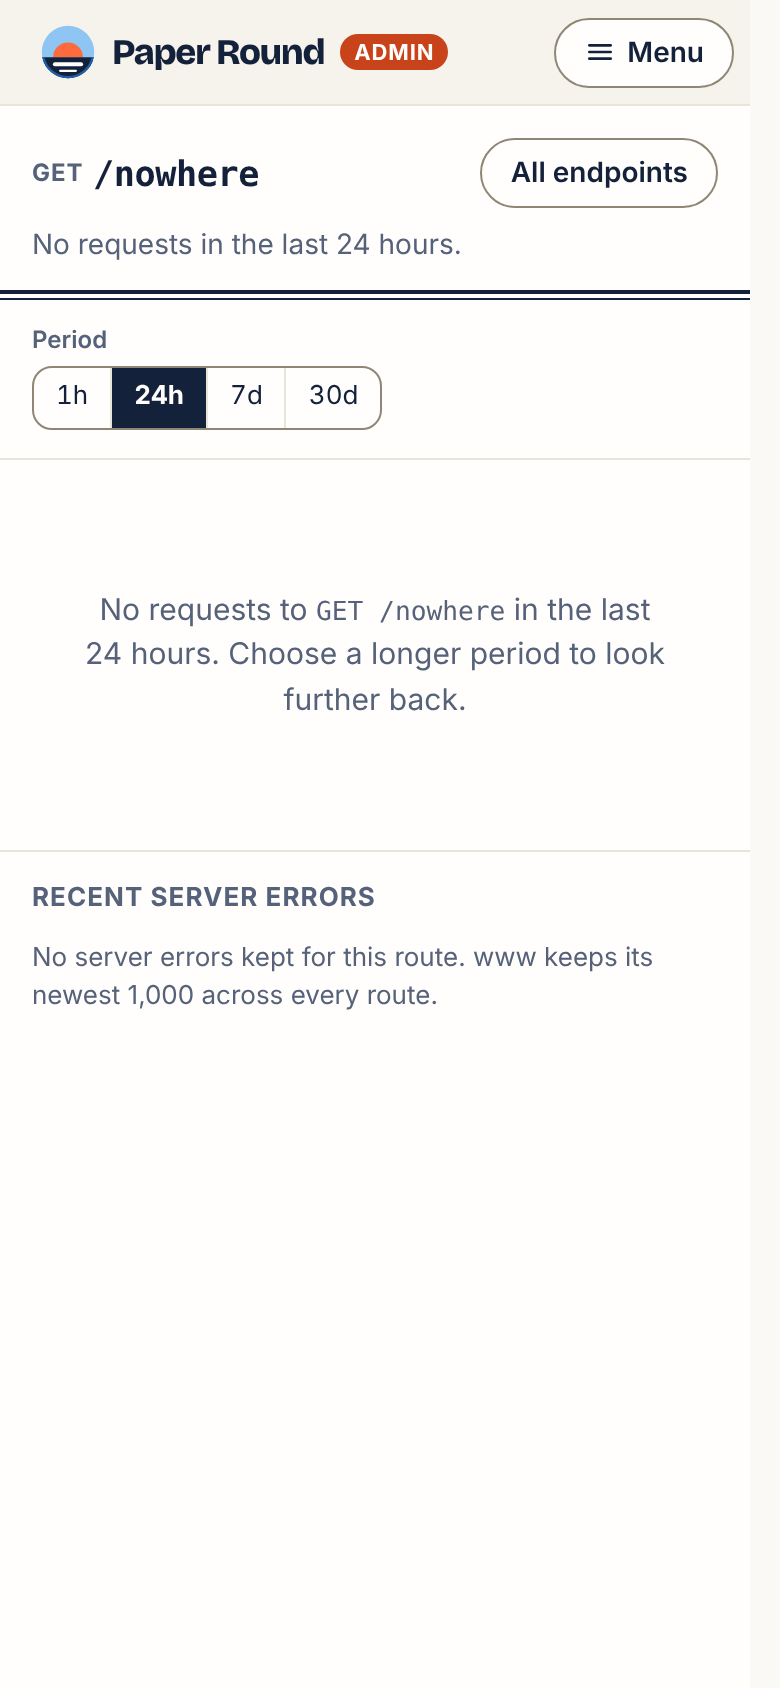 Paper Round ADMIN
Menu
GET /nowhere
All endpoints
No requests in the last 24 hours.
Period
1h 24h 7d 30d
No requests to GET /nowhere in the last
24 hours. Choose a longer period to look
further back.
RECENT SERVER ERRORS
No server errors kept for this route. www keeps its
newest 1,000 across every route.